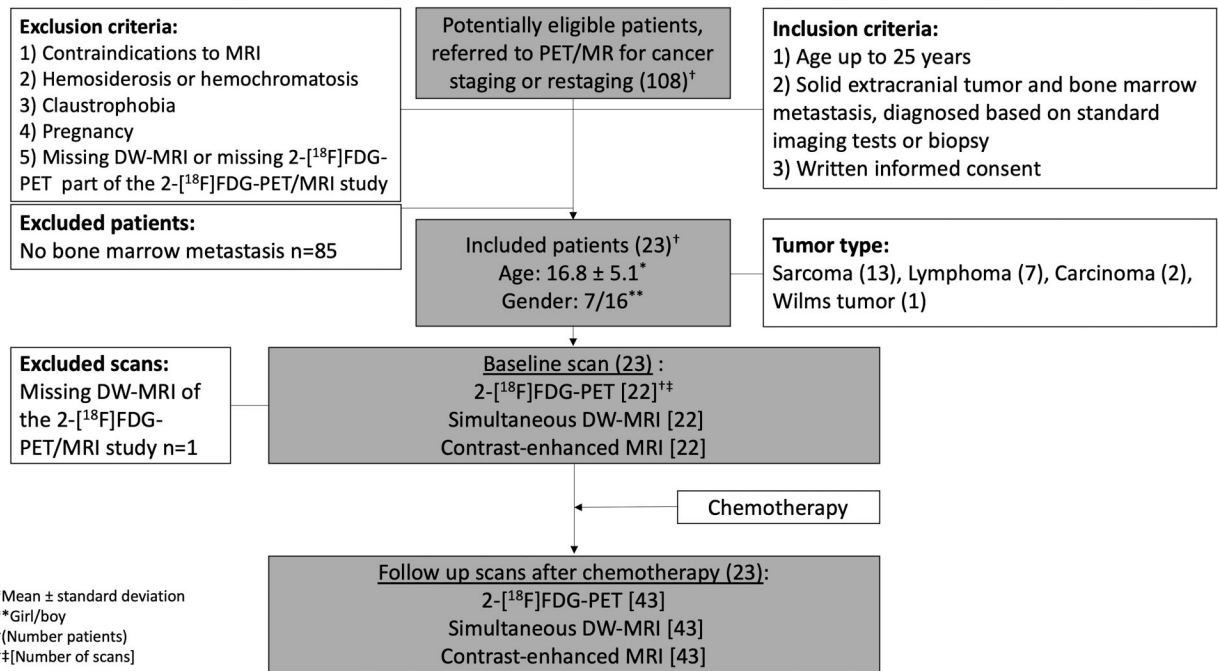 Exclusion criteria:
1) Contraindications to MRI
2) Hemosiderosis or hemochromatosis
3) Claustrophobia
4) Pregnancy
5) Missing DW-MRI or missing 2-[¹⁸F]FDG-
PET part of the 2-[¹⁸F]FDG-PET/MRI study
Potentially eligible patients,
referred to PET/MR for cancer
staging or restaging (108)†
Inclusion criteria:
1) Age up to 25 years
2) Solid extracranial tumor and bone marrow
metastasis, diagnosed based on standard
imaging tests or biopsy
3) Written informed consent
Excluded patients:
No bone marrow metastasis n=85
Included patients (23)†
Age: 16.8 ± 5.1*
Gender: 7/16**
Tumor type:
Sarcoma (13), Lymphoma (7), Carcinoma (2),
Wilms tumor (1)
Excluded scans:
Missing DW-MRI of
the 2-[¹⁸F]FDG-
PET/MRI study n=1
Baseline scan (23) :
2-[¹⁸F]FDG-PET [22]†‡
Simultaneous DW-MRI [22]
Contrast-enhanced MRI [22]
Chemotherapy
Follow up scans after chemotherapy (23):
2-[¹⁸F]FDG-PET [43]
Simultaneous DW-MRI [43]
Contrast-enhanced MRI [43]
Mean ± standard deviation
**Girl/boy
(Number patients)
‡[Number of scans]